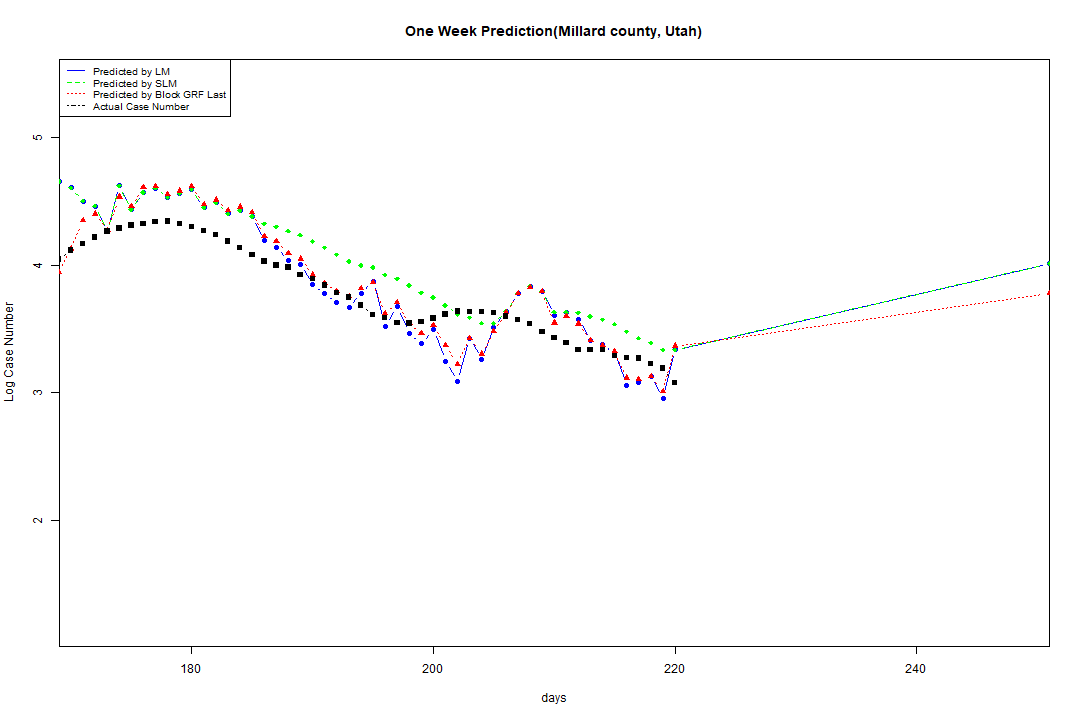 One Week Prediction(Millard county, Utah)
Predicted by LM
Predicted by SLM
Predicted by Block GRF Last
Actual Case Number
5
4
3
2
Log Case Number
180
200
220
240
days